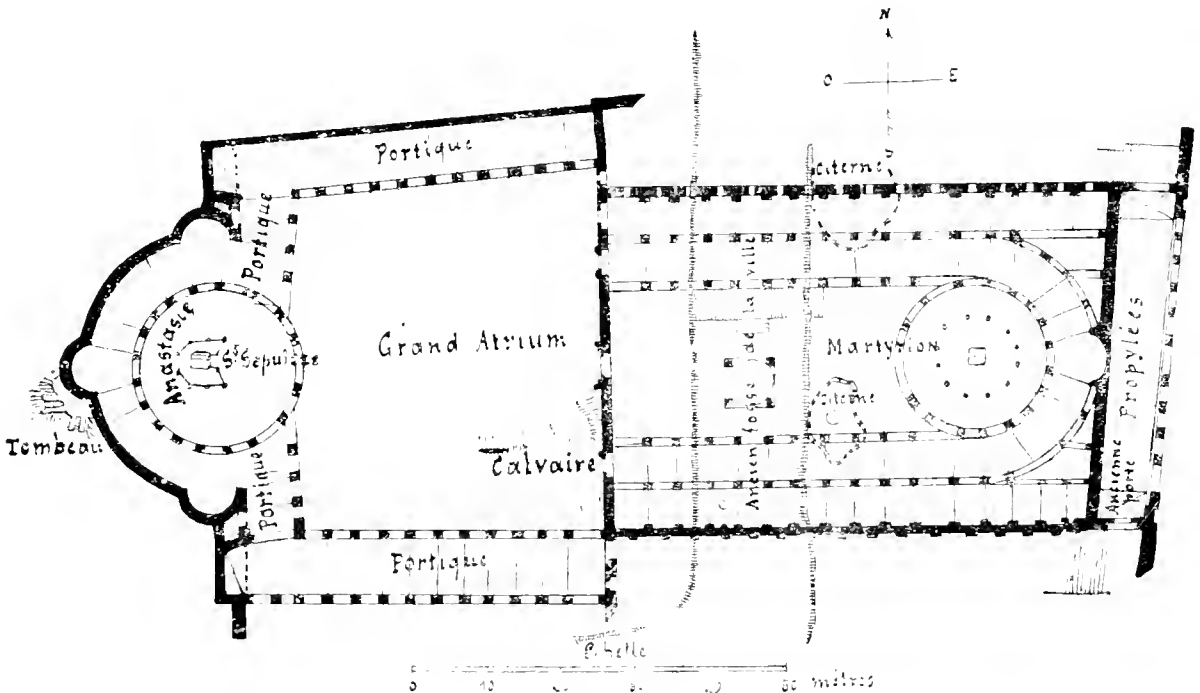 N
O E
Portique
citerne
Portique
Anastasie
St Sépulcre
Grand Atrium
Ancien fossé de la ville
Martyrion
citerne
Propylées
Ancienne porte
Tombeau
Calvaire
Portique
Portique
Echelle
0 10 50 mètres